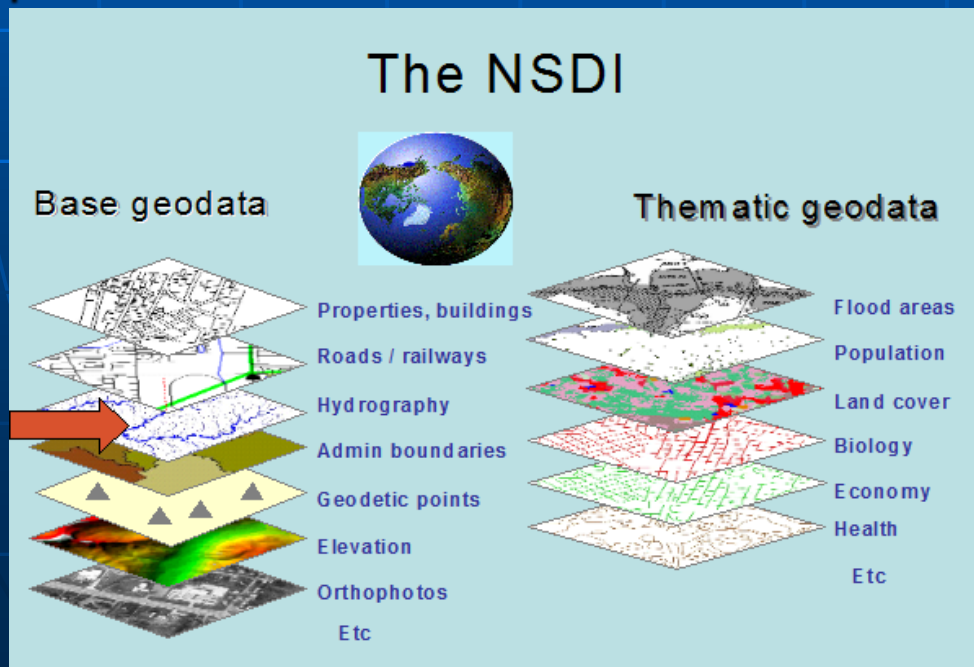 The NSDI
Base geodata
Properties, buildings
Roads / railways
Hydrography
Admin boundaries
Geodetic points
Elevation
Orthophotos
Etc
Thematic geodata
Flood areas
Population
Land cover
Biology
Economy
Health
Etc